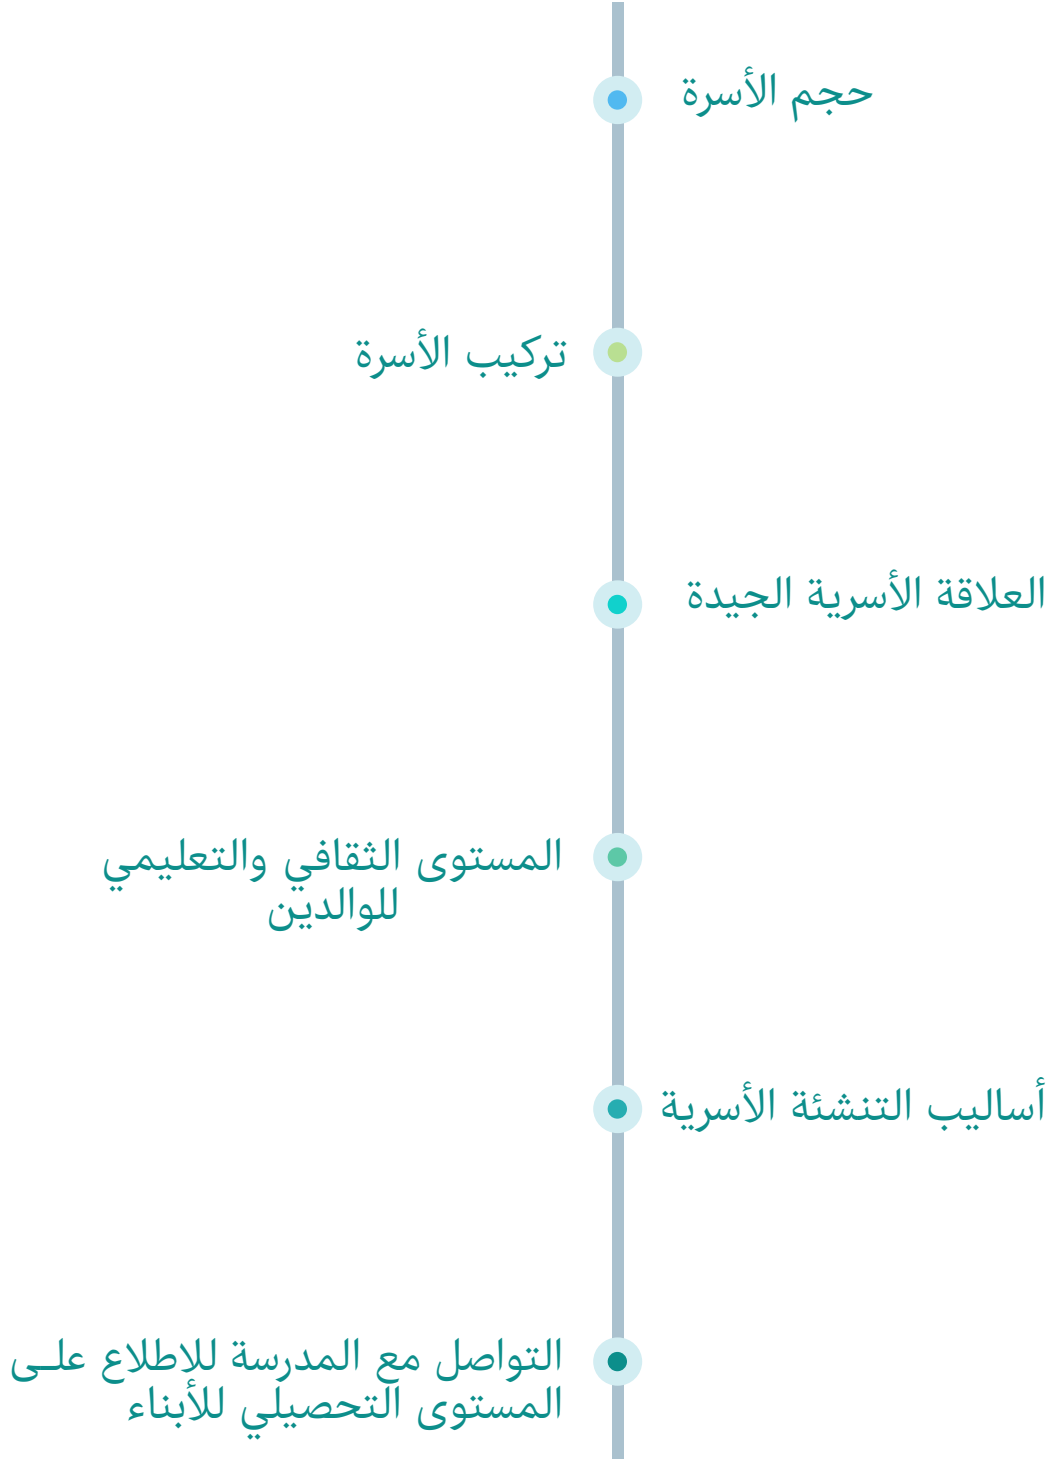 حجم الأسرة
تركيب الأسرة
العلاقة الأسرية الجيدة
المستوى الثقافي والتعليمي
للوالدين
أساليب التنشئة الأسرية
التواصل مع المدرسة للاطلاع علـى
المستوى التحصيلي للأبناء